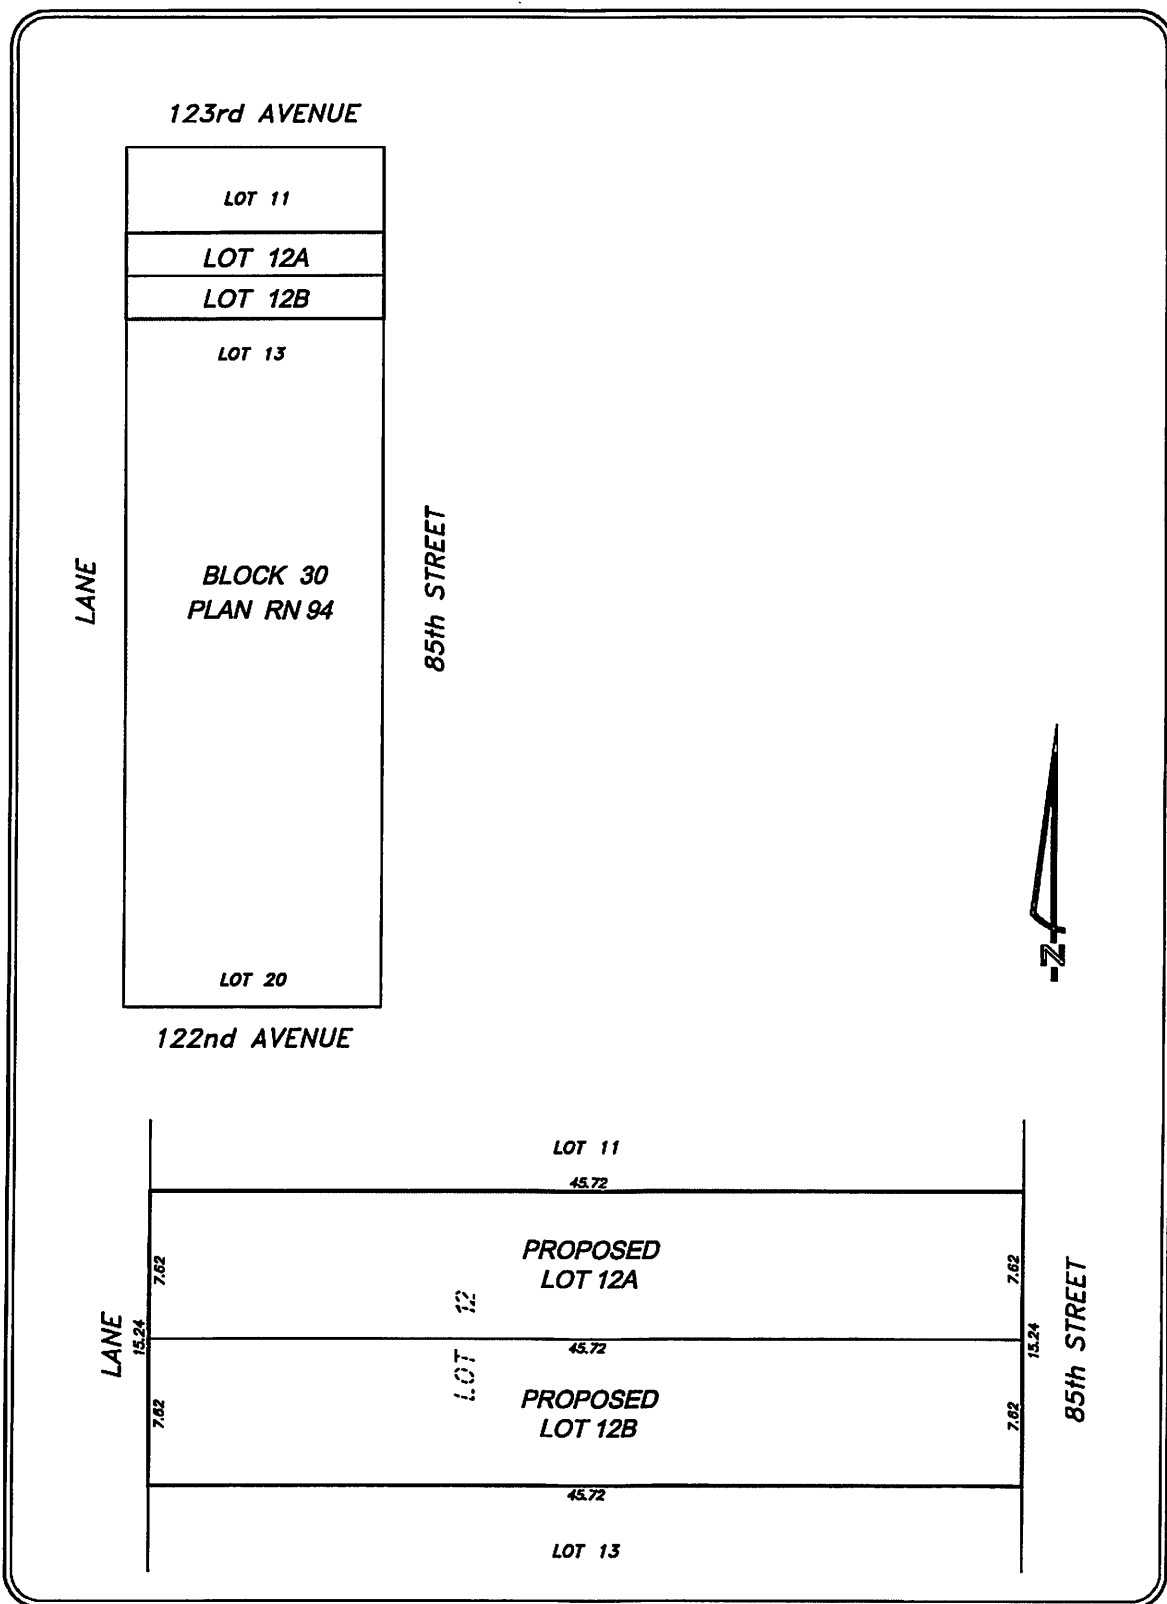 123rd AVENUE
LOT 11
LOT 12A
LOT 12B
LOT 13
LANE
BLOCK 30
PLAN RN 94
85th STREET
LOT 20
122nd AVENUE
Z
LOT 11
45.72
PROPOSED
LOT 12A
7.62
7.62
LANE
15.24
LOT 12
45.72
15.24
85th STREET
PROPOSED
LOT 12B
7.62
7.62
45.72
LOT 13